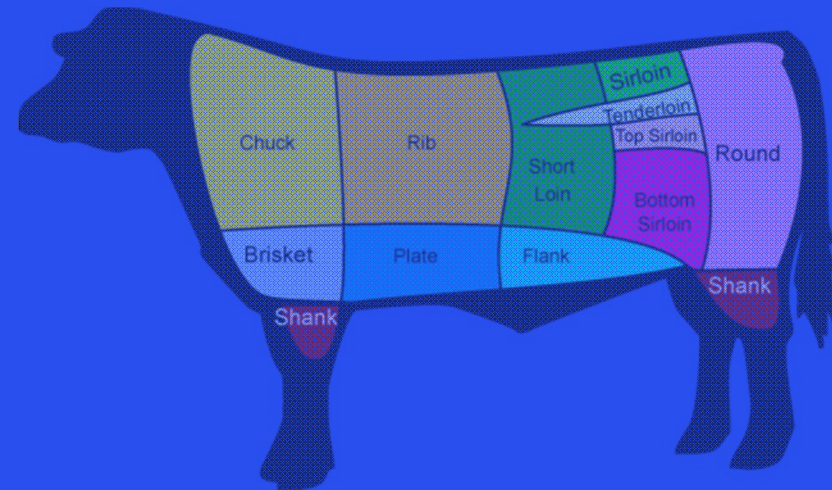 Sirloin
Tenderloin
Chuck
Rib
Top Sirloin
Round
Short
Loin
Bottom
Sirloin
Brisket
Plate
Flank
Shank
Shank